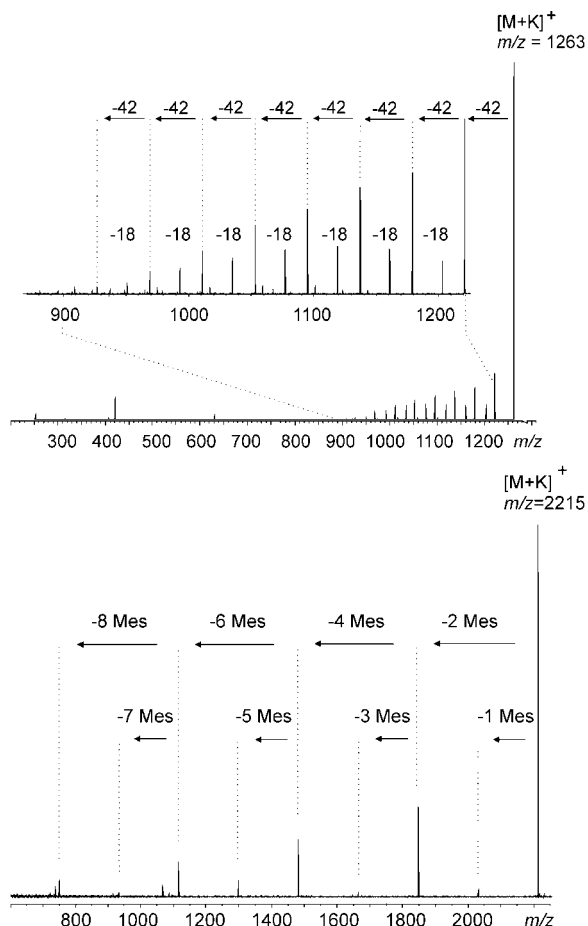 [M+K]+
m/z = 1263
-42 -42 -42 -42 -42 -42 -42 -42 -42
-18 -18 -18 -18 -18 -18 -18
900 1000 1100 1200
300 400 500 600 700 800 900 1000 1100 1200 m/z
[M+K]+
m/z=2215
-8 Mes -6 Mes -4 Mes -2 Mes
-7 Mes -5 Mes -3 Mes -1 Mes
800 1000 1200 1400 1600 1800 2000 m/z